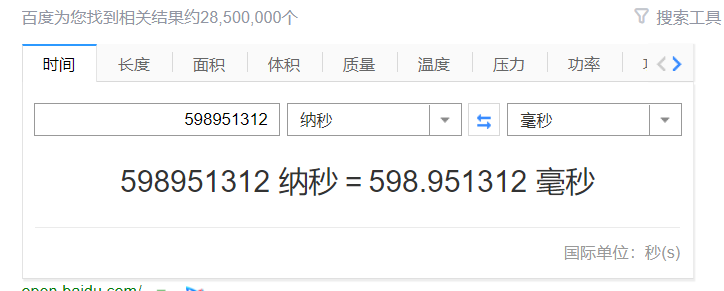 百度为您找到相关结果约28,500,000个 搜索工具
时间 长度 面积 体积 质量 温度 压力 功率
598951312 纳秒 毫秒
598951312 纳秒 = 598.951312 毫秒
国际单位：秒(s)
open.baidu.com/